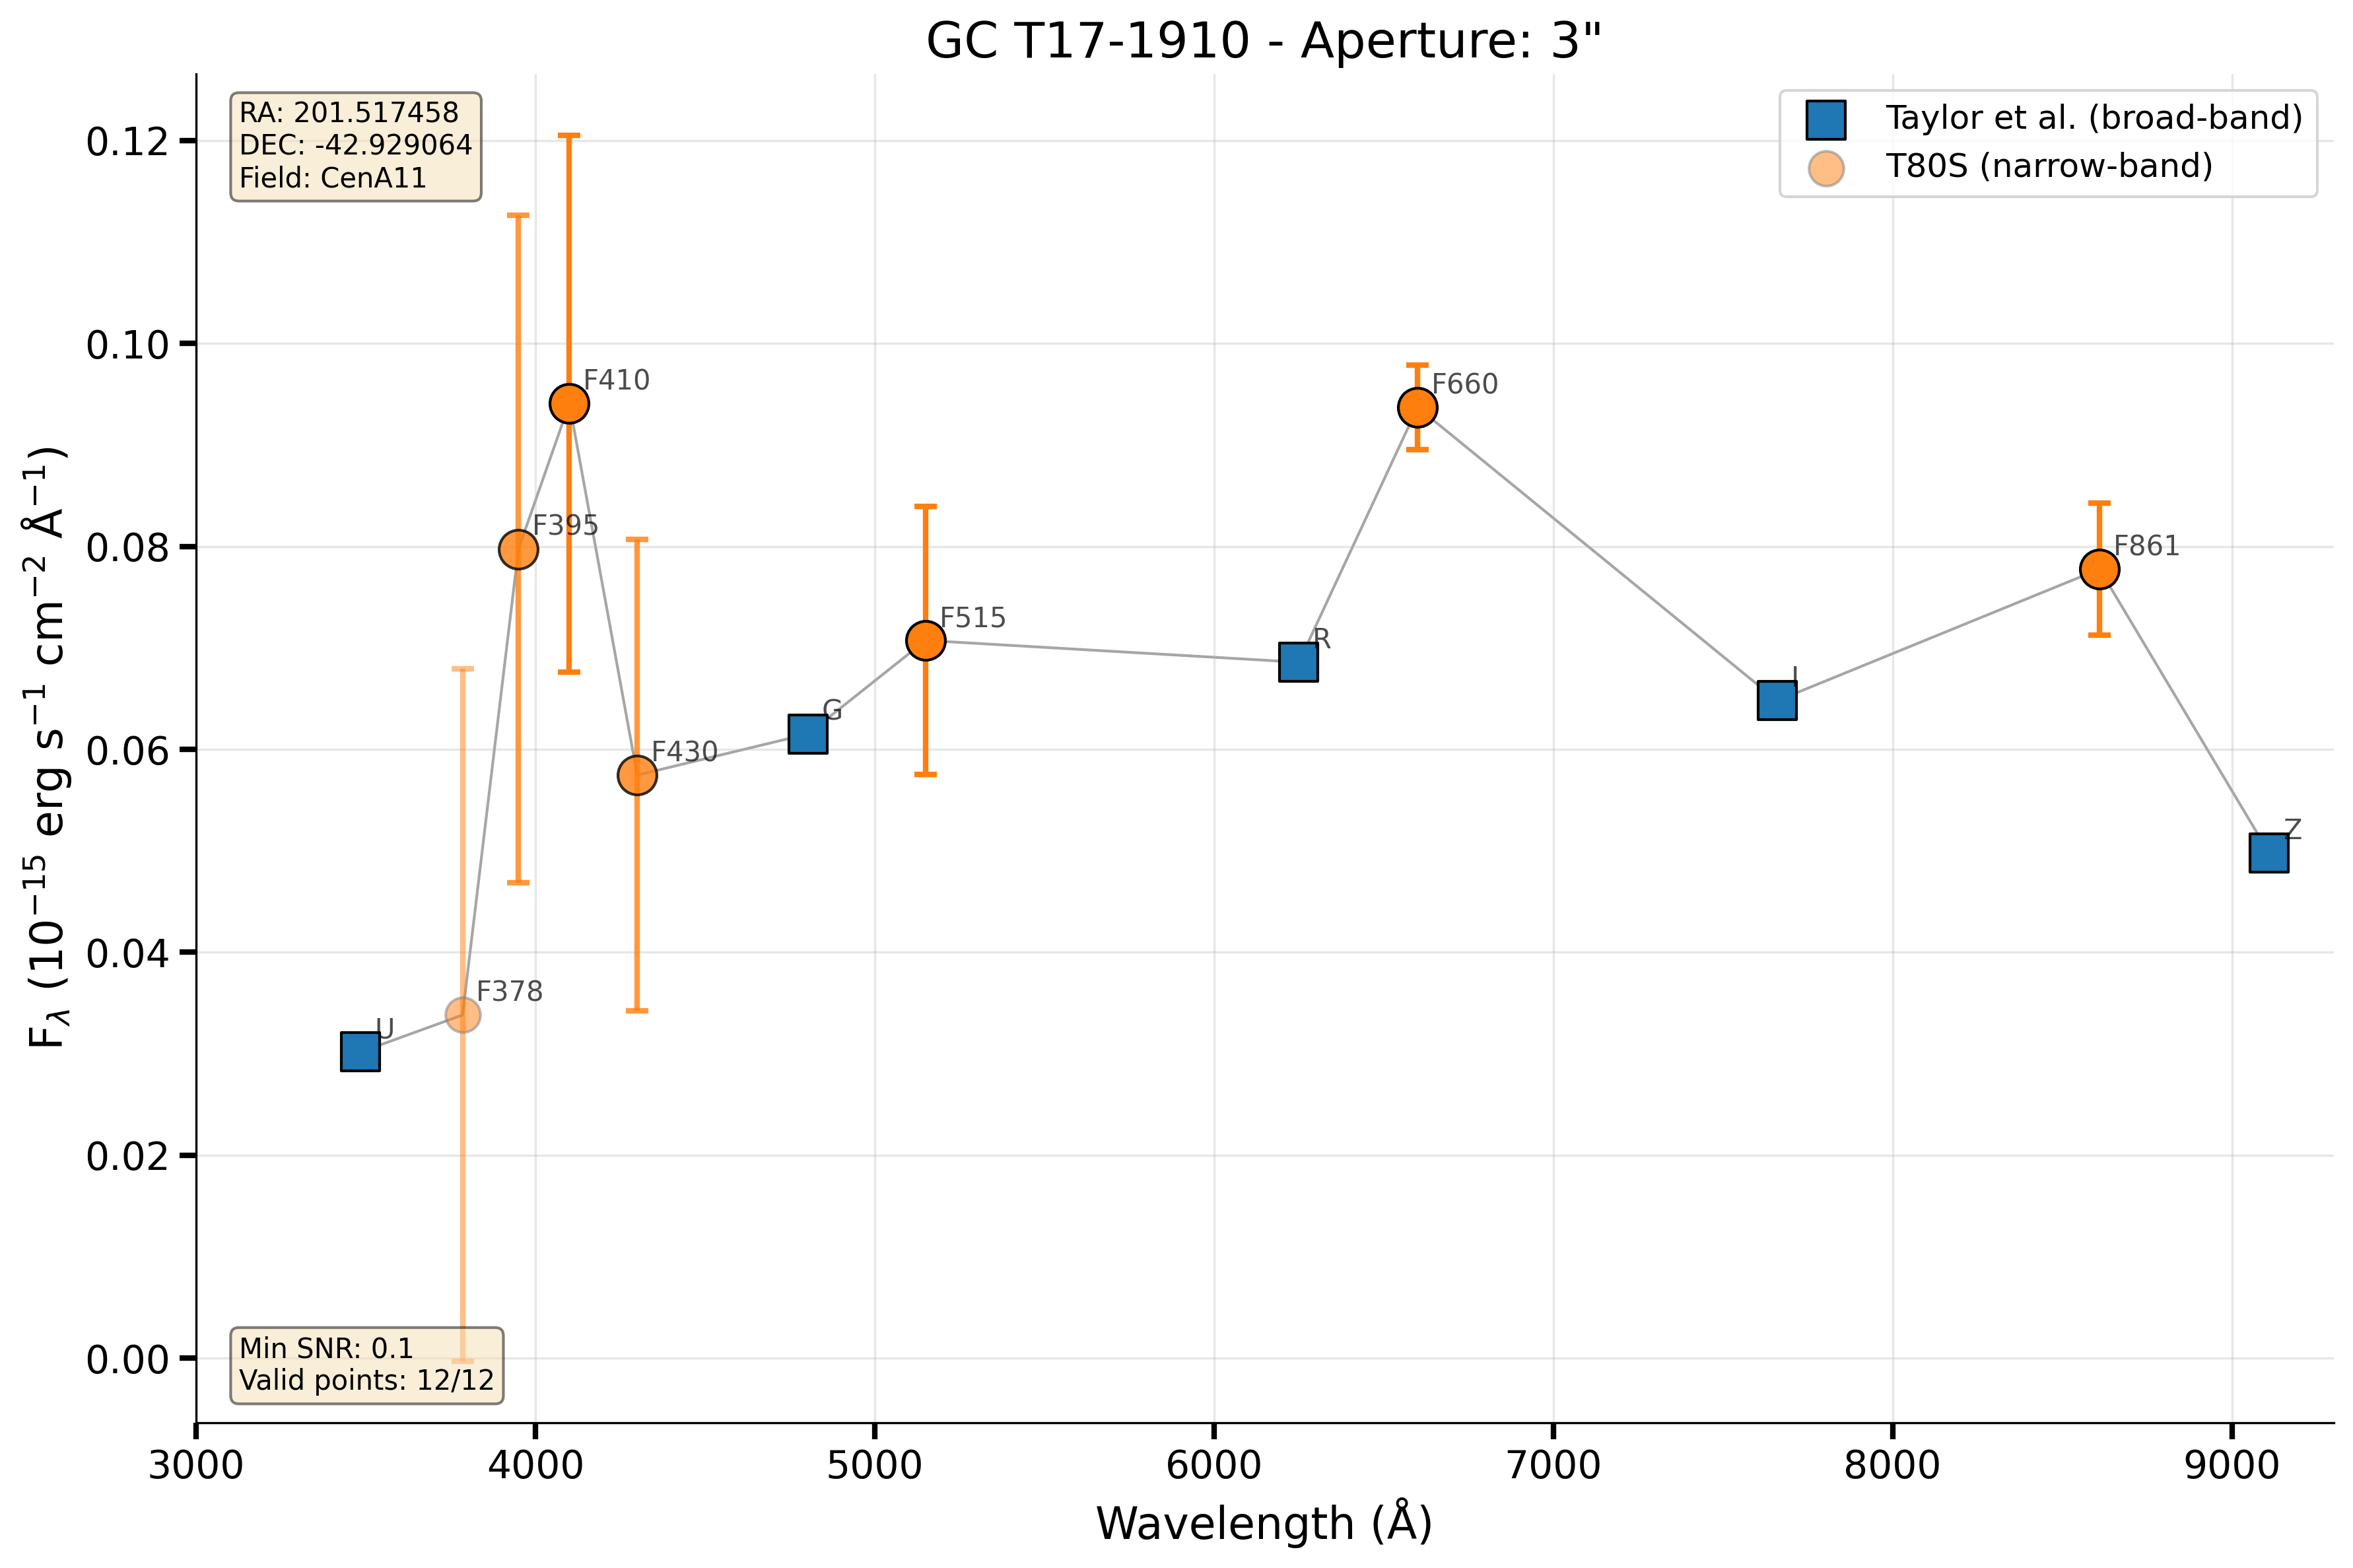 GC T17-1910 - Aperture: 3"
RA: 201.517458
DEC: -42.929064
Field: CenA11
Taylor et al. (broad-band)
T80S (narrow-band)
0.12
0.10
0.08
0.06
0.04
0.02
0.00
F_λ (10⁻¹⁵ erg s⁻¹ cm⁻² Å⁻¹)
U
F378
F395
F410
F430
G
F515
R
F660
I
F861
Z
Min SNR: 0.1
Valid points: 12/12
3000 4000 5000 6000 7000 8000 9000
Wavelength (Å)